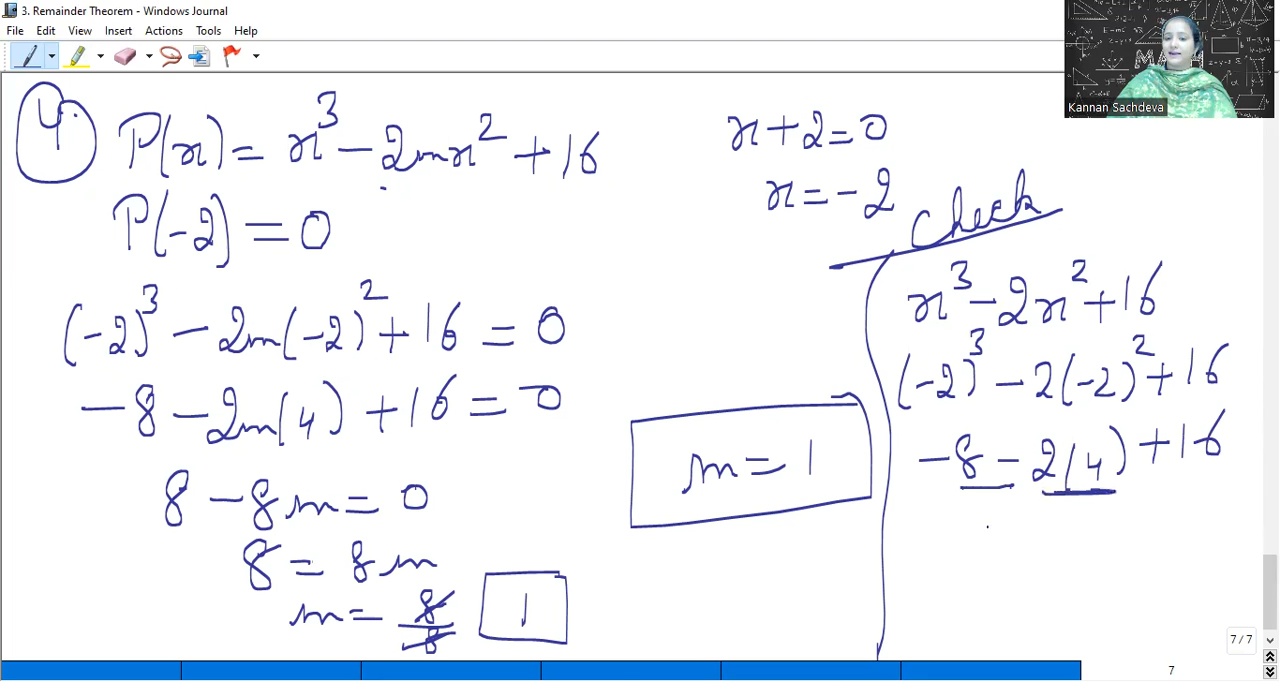 3. Remainder Theorem - Windows Journal
File Edit View Insert Actions Tools Help
Kannan Sachdeva
4. P(x) = x³ - 2mx² + 16
P(-2) = 0
(-2)³ - 2m(-2)² + 16 = 0
-8 - 2m(4) + 16 = 0
8 - 8m = 0
8 = 8m
m = 8/8 1
x + 2 = 0
x = -2
m = 1
Check
x³ - 2x² + 16
(-2)³ - 2(-2)² + 16
-8 - 2(4) + 16
7 / 7
7